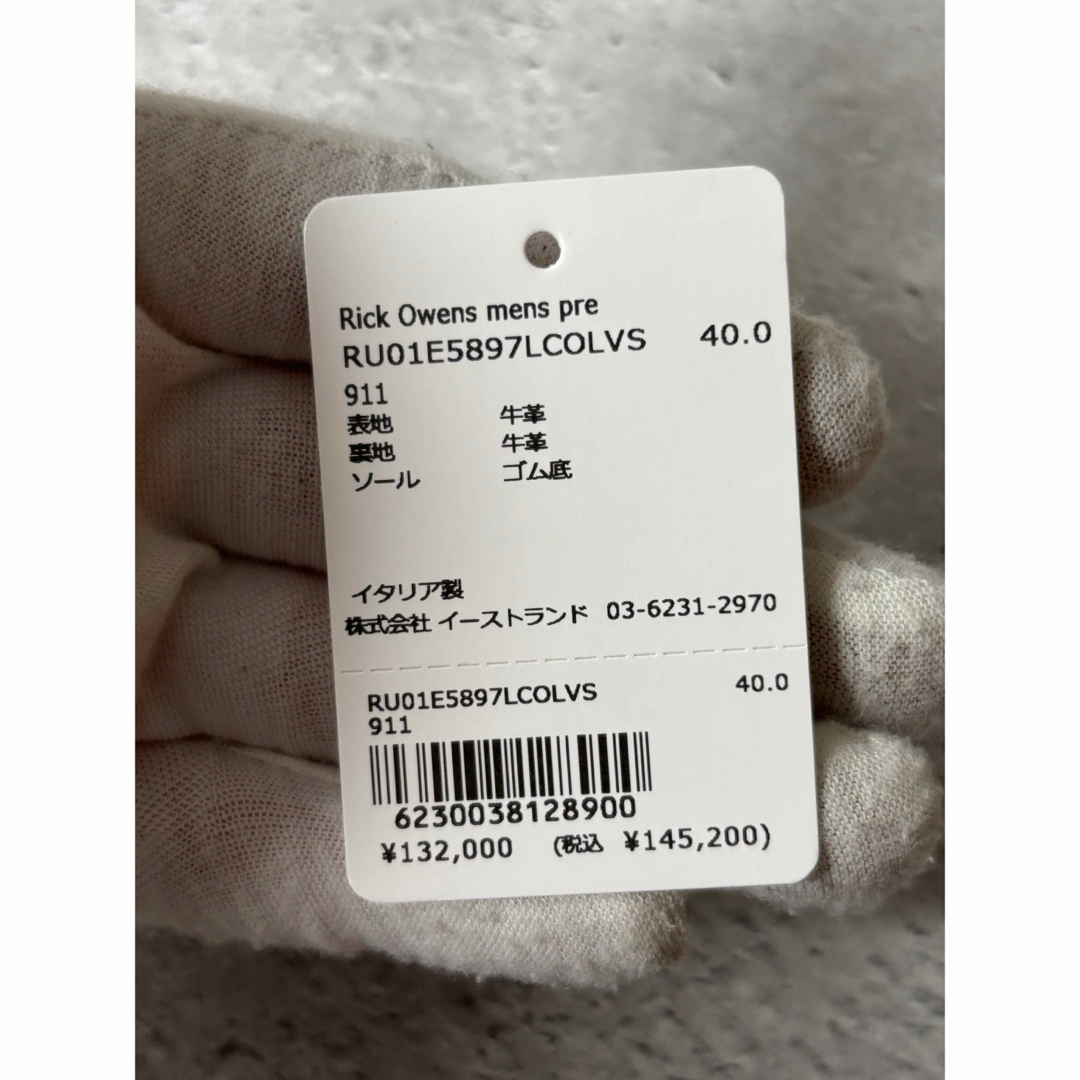 Rick Owens mens pre
RU01E5897LCOLVS 40.0
911
表地 牛革
裏地 牛革
ソール ゴム底
イタリア製
株式会社 イーストランド 03-6231-2970
RU01E5897LCOLVS 40.0
911
6230038128900
¥132,000 (税込 ¥145,200)